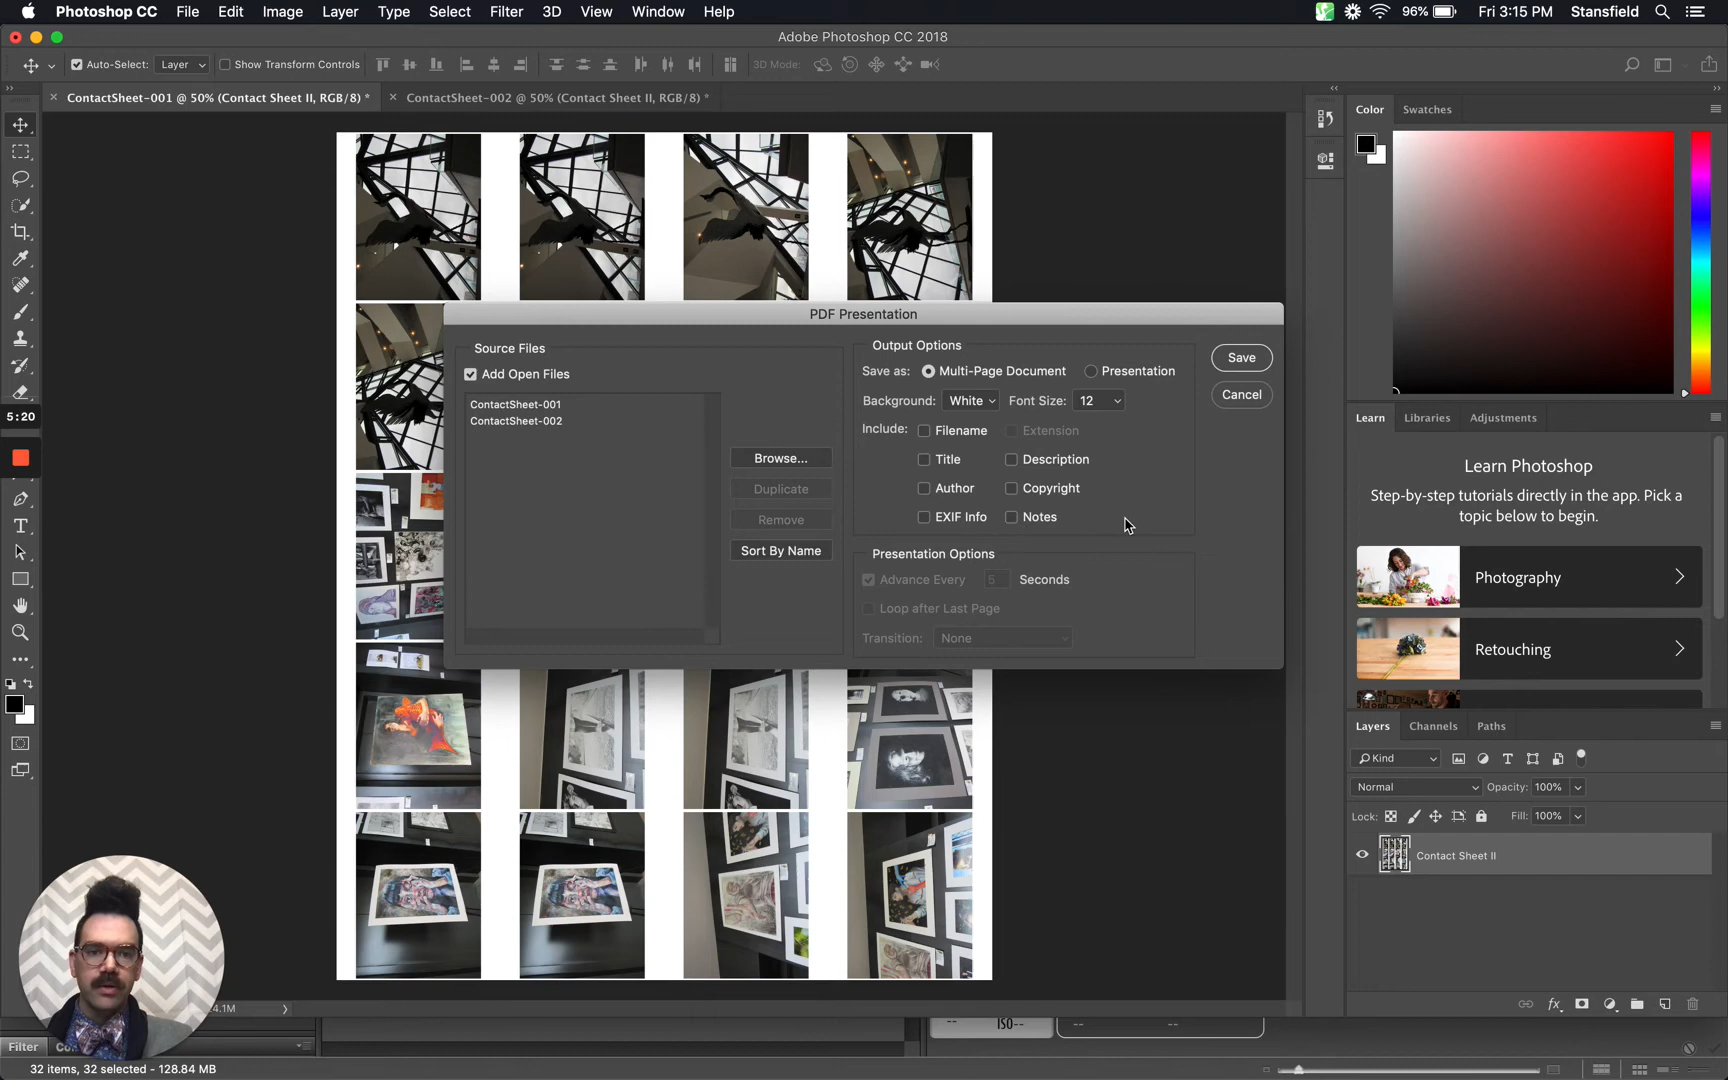 Photoshop CC File Edit Image Layer Type Select Filter 3D View Window Help 96% Fri 3:15 PM Stansfield
Adobe Photoshop CC 2018
Auto-Select: Layer Show Transform Controls 3D Mode:
ContactSheet-001 @ 50% (Contact Sheet II, RGB/8) * ContactSheet-002 @ 50% (Contact Sheet II, RGB/8) *
Color Swatches
PDF Presentation
Source Files
Add Open Files
ContactSheet-001
ContactSheet-002
Browse...
Duplicate
Remove
Sort By Name
Output Options
Save as: Multi-Page Document Presentation
Background: White Font Size: 12
Include: Filename Extension
Title Description
Author Copyright
EXIF Info Notes
Presentation Options
Advance Every 5 Seconds
Loop after Last Page
Transition: None
Save
Cancel
5:20
Learn Libraries Adjustments
Learn Photoshop
Step-by-step tutorials directly in the app. Pick a
topic below to begin.
Photography
Retouching
Layers Channels Paths
Kind
Normal Opacity: 100%
Lock: Fill: 100%
Contact Sheet II
fx
4.1M
-- ISO-- -- --
Filter
32 items, 32 selected - 128.84 MB